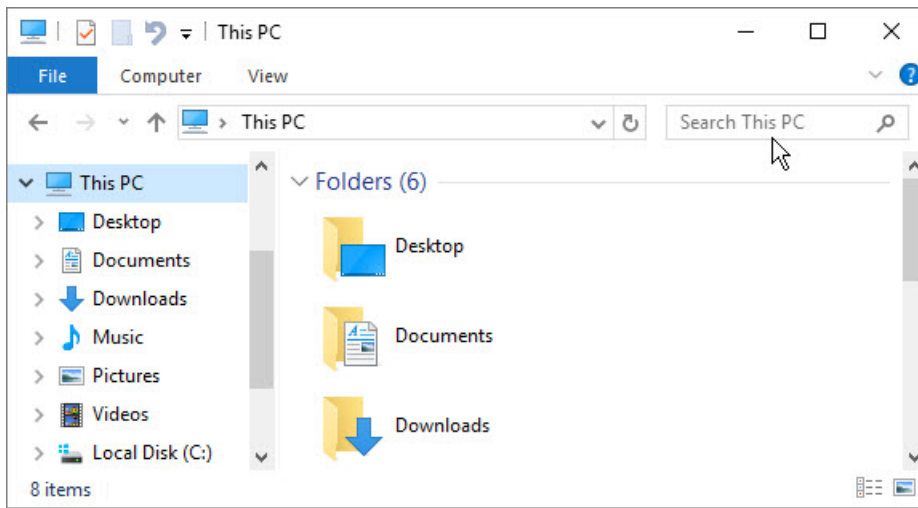 This PC
File Computer View
This PC Search This PC
This PC
Desktop
Documents
Downloads
Music
Pictures
Videos
Local Disk (C:)
Folders (6)
Desktop
Documents
Downloads
8 items